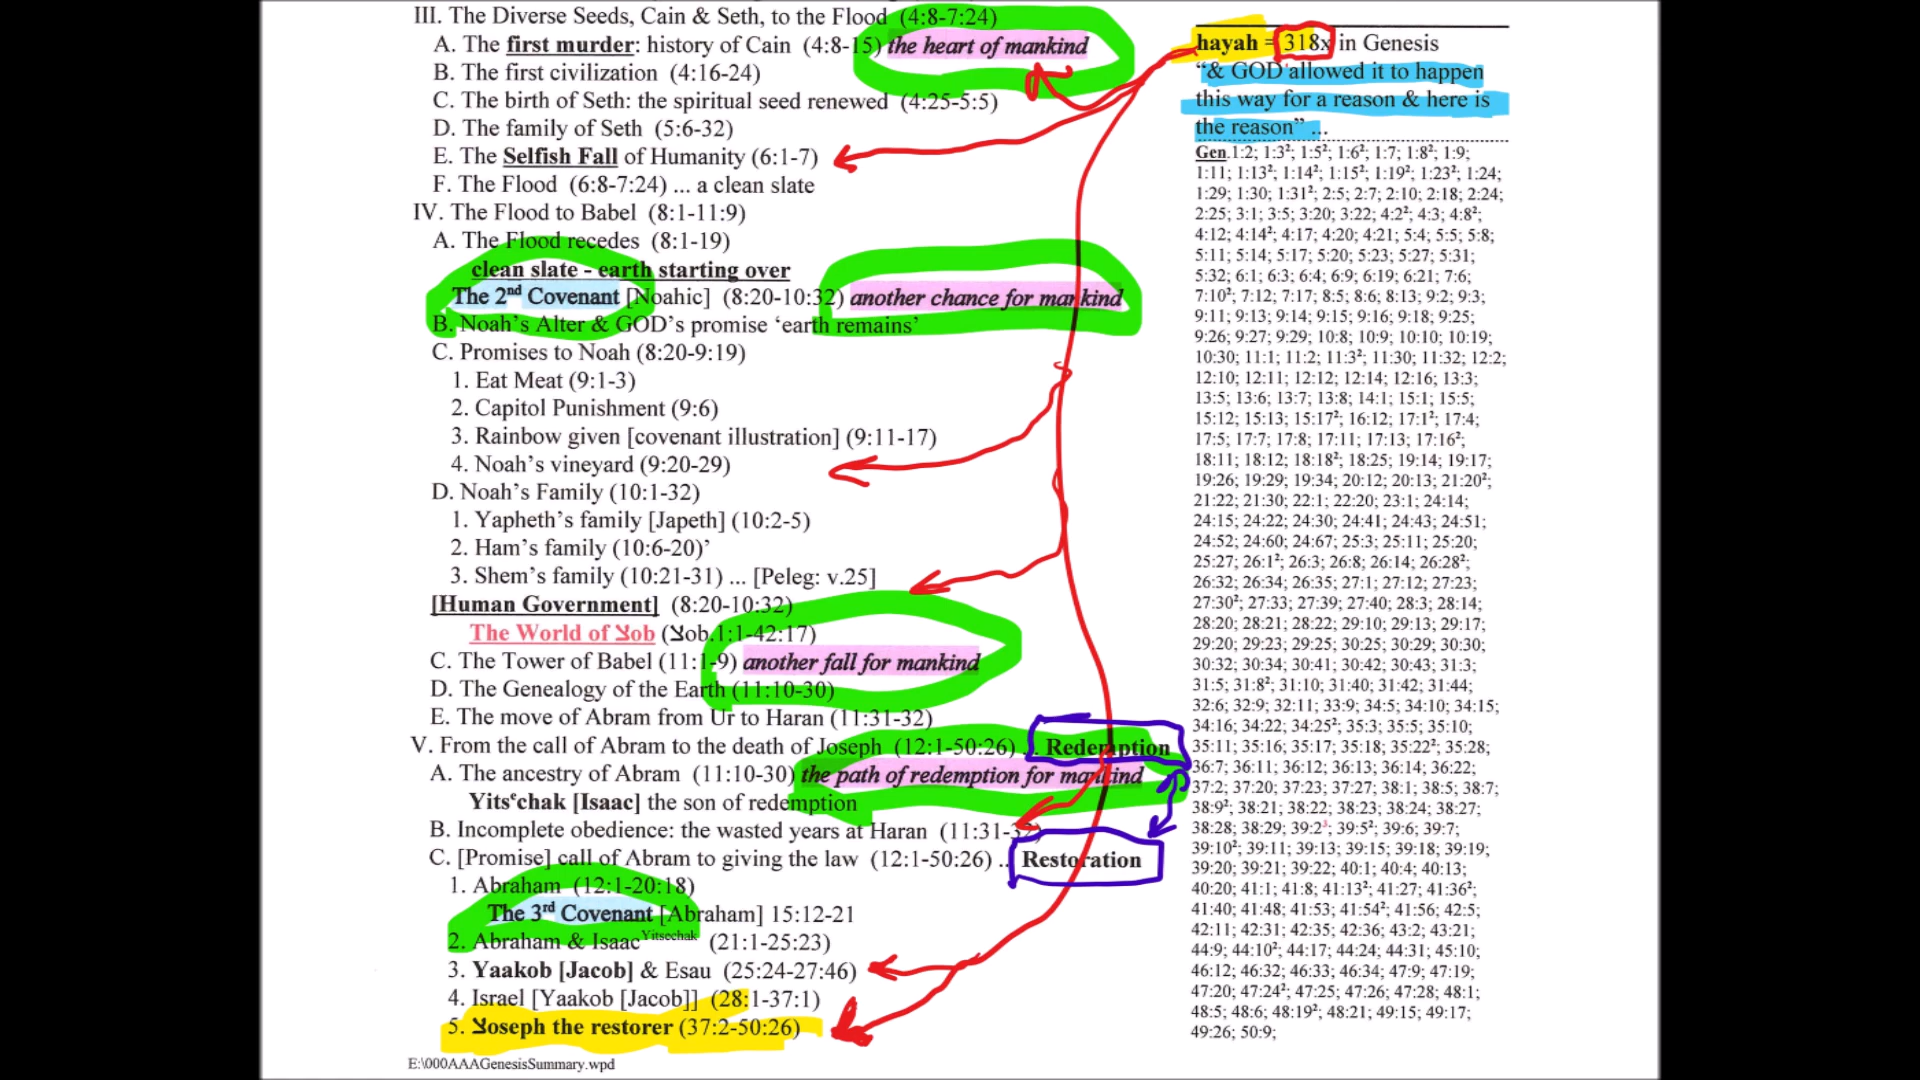 III. The Diverse Seeds, Cain & Seth, to the Flood (4:8-7:24)
A. The first murder: history of Cain (4:8-15) the heart of mankind
B. The first civilization (4:16-24)
C. The birth of Seth: the spiritual seed renewed (4:25-5:5)
D. The family of Seth (5:6-32)
E. The Selfish Fall of Humanity (6:1-7)
F. The Flood (6:8-7:24) ... a clean slate
IV. The Flood to Babel (8:1-11:9)
A. The Flood recedes (8:1-19)
clean slate - earth starting over
The 2nd Covenant [Noahic] (8:20-10:32) another chance for mankind
B. Noah's Alter & GOD's promise 'earth remains'
C. Promises to Noah (8:20-9:19)
1. Eat Meat (9:1-3)
2. Capitol Punishment (9:6)
3. Rainbow given [covenant illustration] (9:11-17)
4. Noah's vineyard (9:20-29)
D. Noah's Family (10:1-32)
1. Yapheth's family [Japeth] (10:2-5)
2. Ham's family (10:6-20)'
3. Shem's family (10:21-31) ... [Peleg: v.25]
[Human Government] (8:20-10:32)
The World of לob (לob.1:1-42:17)
C. The Tower of Babel (11:1-9) another fall for mankind
D. The Genealogy of the Earth (11:10-30)
E. The move of Abram from Ur to Haran (11:31-32)
V. From the call of Abram to the death of Joseph (12:1-50:26) ... Redemption
A. The ancestry of Abram (11:10-30) the path of redemption for mankind
Yitsᵉchak [Isaac] the son of redemption
B. Incomplete obedience: the wasted years at Haran (11:31-32)
C. [Promise] call of Abram to giving the law (12:1-50:26) ... Restoration
1. Abraham (12:1-20:18)
The 3rd Covenant [Abraham] 15:12-21
2. Abraham & Isaac Yitsechak (21:1-25:23)
3. Yaakob [Jacob] & Esau (25:24-27:46)
4. Israel [Yaakob [Jacob]] (28:1-37:1)
5. לoseph the restorer (37:2-50:26)
E:\000AAAGenesisSummary.wpd
hayah = 318x in Genesis
"& GOD allowed it to happen
this way for a reason & here is
the reason" ...
Gen.1:2; 1:3²; 1:5²; 1:6²; 1:7; 1:8²; 1:9;
1:11; 1:13²; 1:14²; 1:15²; 1:19²; 1:23²; 1:24;
1:29; 1:30; 1:31²; 2:5; 2:7; 2:10; 2:18; 2:24;
2:25; 3:1; 3:5; 3:20; 3:22; 4:2²; 4:3; 4:8²;
4:12; 4:14²; 4:17; 4:20; 4:21; 5:4; 5:5; 5:8;
5:11; 5:14; 5:17; 5:20; 5:23; 5:27; 5:31;
5:32; 6:1; 6:3; 6:4; 6:9; 6:19; 6:21; 7:6;
7:10²; 7:12; 7:17; 8:5; 8:6; 8:13; 9:2; 9:3;
9:11; 9:13; 9:14; 9:15; 9:16; 9:18; 9:25;
9:26; 9:27; 9:29; 10:8; 10:9; 10:10; 10:19;
10:30; 11:1; 11:2; 11:3²; 11:30; 11:32; 12:2;
12:10; 12:11; 12:12; 12:14; 12:16; 13:3;
13:5; 13:6; 13:7; 13:8; 14:1; 15:1; 15:5;
15:12; 15:13; 15:17²; 16:12; 17:1²; 17:4;
17:5; 17:7; 17:8; 17:11; 17:13; 17:16²;
18:11; 18:12; 18:18²; 18:25; 19:14; 19:17;
19:26; 19:29; 19:34; 20:12; 20:13; 21:20²;
21:22; 21:30; 22:1; 22:20; 23:1; 24:14;
24:15; 24:22; 24:30; 24:41; 24:43; 24:51;
24:52; 24:60; 24:67; 25:3; 25:11; 25:20;
25:27; 26:1²; 26:3; 26:8; 26:14; 26:28²;
26:32; 26:34; 26:35; 27:1; 27:12; 27:23;
27:30²; 27:33; 27:39; 27:40; 28:3; 28:14;
28:20; 28:21; 28:22; 29:10; 29:13; 29:17;
29:20; 29:23; 29:25; 30:25; 30:29; 30:30;
30:32; 30:34; 30:41; 30:42; 30:43; 31:3;
31:5; 31:8²; 31:10; 31:40; 31:42; 31:44;
32:6; 32:9; 32:11; 33:9; 34:5; 34:10; 34:15;
34:16; 34:22; 34:25²; 35:3; 35:5; 35:10;
35:11; 35:16; 35:17; 35:18; 35:22²; 35:28;
36:7; 36:11; 36:12; 36:13; 36:14; 36:22;
37:2; 37:20; 37:23; 37:27; 38:1; 38:5; 38:7;
38:9²; 38:21; 38:22; 38:23; 38:24; 38:27;
38:28; 38:29; 39:2³; 39:5²; 39:6; 39:7;
39:10²; 39:11; 39:13; 39:15; 39:18; 39:19;
39:20; 39:21; 39:22; 40:1; 40:4; 40:13;
40:20; 41:1; 41:8; 41:13²; 41:27; 41:36²;
41:40; 41:48; 41:53; 41:54²; 41:56; 42:5;
42:11; 42:31; 42:35; 42:36; 43:2; 43:21;
44:9; 44:10²; 44:17; 44:24; 44:31; 45:10;
46:12; 46:32; 46:33; 46:34; 47:9; 47:19;
47:20; 47:24²; 47:25; 47:26; 47:28; 48:1;
48:5; 48:6; 48:19²; 48:21; 49:15; 49:17;
49:26; 50:9;